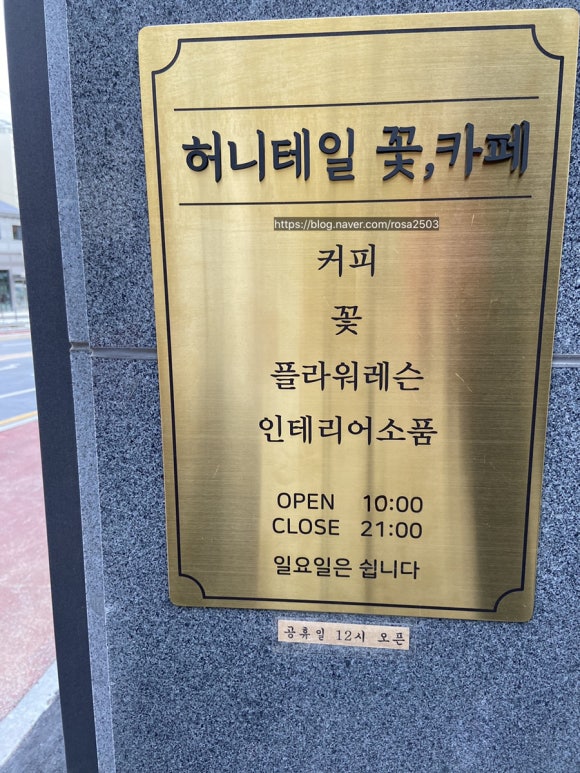 허니테일 꽃,카페
https://blog.naver.com/rosa2503
커피
꽃
플라워레슨
인테리어소품
OPEN 10:00
CLOSE 21:00
일요일은 쉽니다
공휴일 12시 오픈